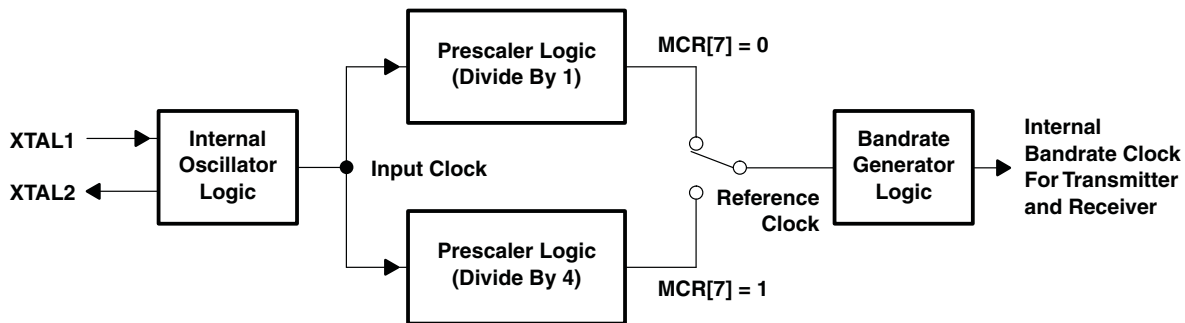 Prescaler Logic
(Divide By 1)
MCR[7] = 0
XTAL1
XTAL2
Internal
Oscillator
Logic
Input Clock
Bandrate
Generator
Logic
Internal
Bandrate Clock
For Transmitter
and Receiver
Reference
Clock
Prescaler Logic
(Divide By 4)
MCR[7] = 1